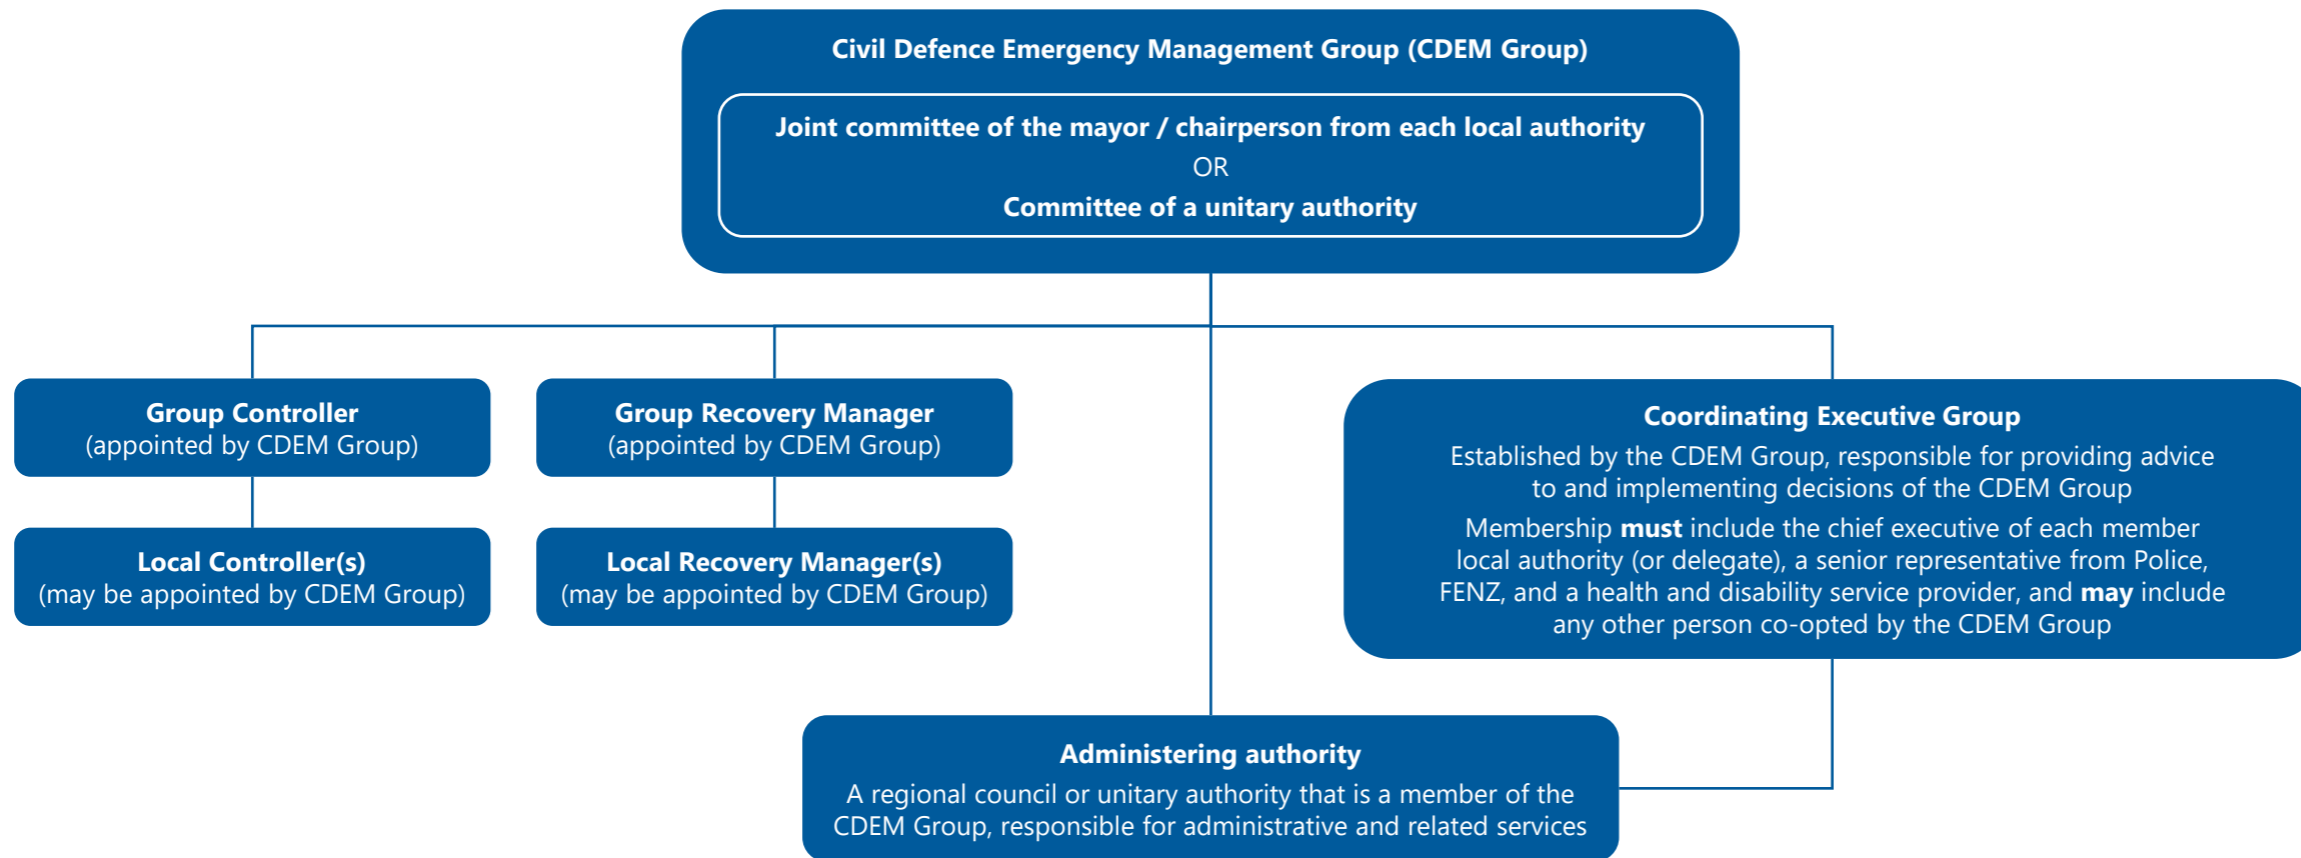 Civil Defence Emergency Management Group (CDEM Group)
Joint committee of the mayor / chairperson from each local authority
OR
Committee of a unitary authority
Group Controller
(appointed by CDEM Group)
Group Recovery Manager
(appointed by CDEM Group)
Local Controller(s)
(may be appointed by CDEM Group)
Local Recovery Manager(s)
(may be appointed by CDEM Group)
Coordinating Executive Group
Established by the CDEM Group, responsible for providing advice
to and implementing decisions of the CDEM Group
Membership must include the chief executive of each member
local authority (or delegate), a senior representative from Police,
FENZ, and a health and disability service provider, and may include
any other person co-opted by the CDEM Group
Administering authority
A regional council or unitary authority that is a member of the
CDEM Group, responsible for administrative and related services